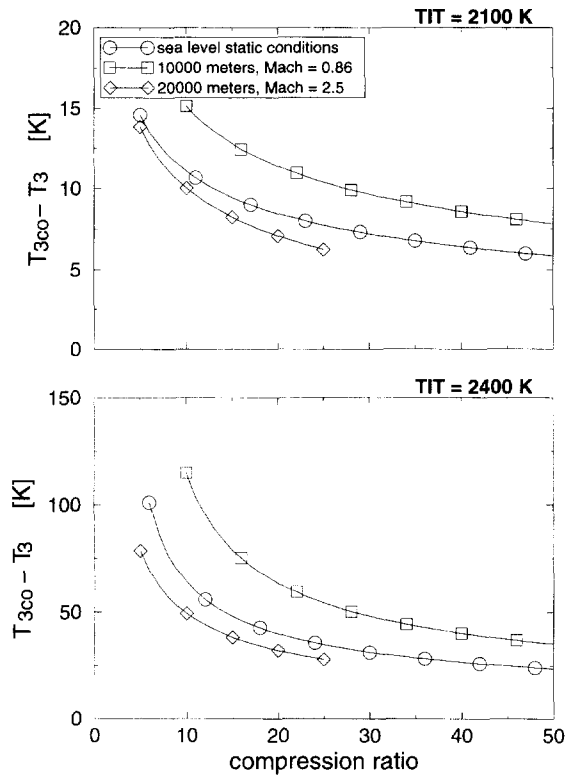 TIT = 2100 K
20
15
10
5
0
T3co – T3 [K]
sea level static conditions
10000 meters, Mach = 0.86
20000 meters, Mach = 2.5
TIT = 2400 K
150
100
50
0
T3co – T3 [K]
0 10 20 30 40 50
compression ratio